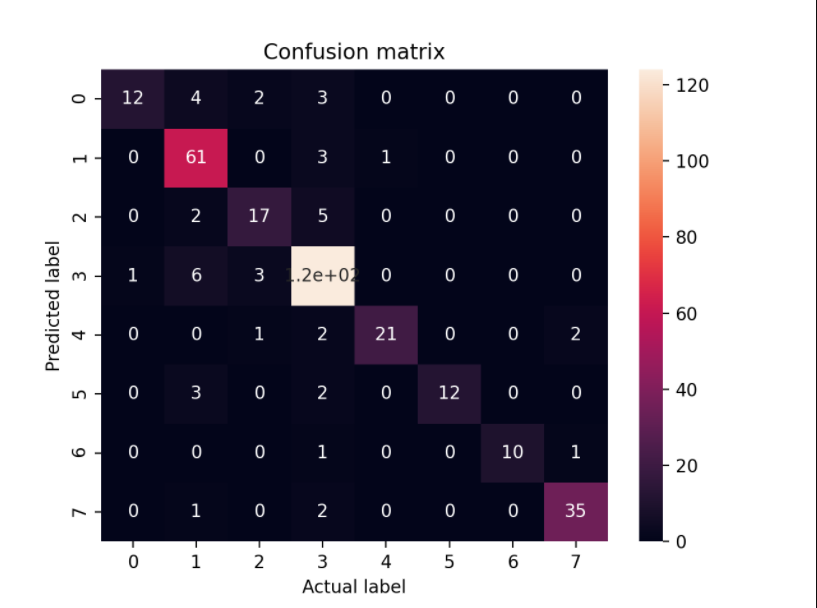 Confusion matrix
0 12 4 2 3 0 0 0 0
1 0 61 0 3 1 0 0 0
2 0 2 17 5 0 0 0 0
3 1 6 3 1.2e+02 0 0 0 0
4 0 0 1 2 21 0 0 2
5 0 3 0 2 0 12 0 0
6 0 0 0 1 0 0 10 1
7 0 1 0 2 0 0 0 35
0 1 2 3 4 5 6 7
Actual label
Predicted label
120
100
80
60
40
20
0